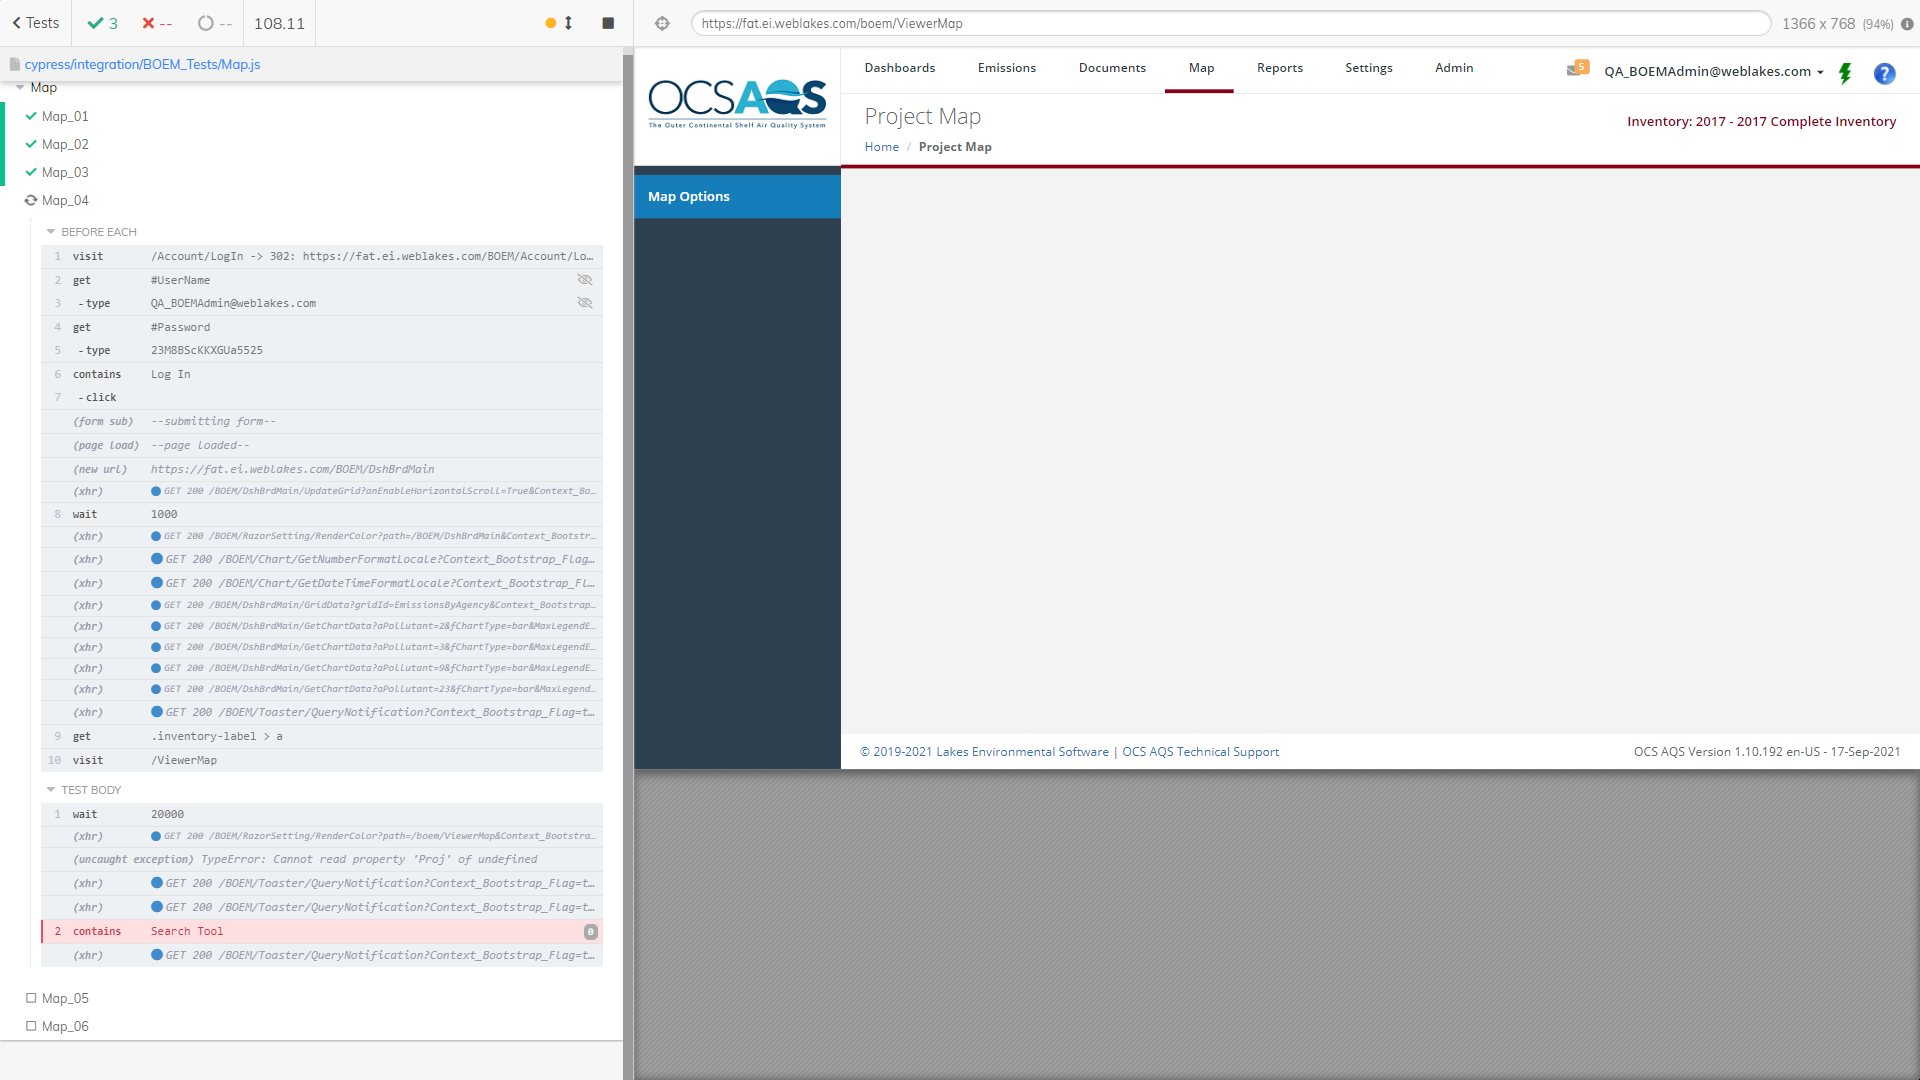 Tests
3
--
--
108.11
cypress/integration/BOEM_Tests/Map.js
Map
Map_01
Map_02
Map_03
Map_04
BEFORE EACH
1 visit /Account/LogIn -> 302: https://fat.ei.weblakes.com/BOEM/Account/Lo…
2 get #UserName
3 -type QA_BOEMAdmin@weblakes.com
4 get #Password
5 -type 23M8BScKKXGUa5525
6 contains Log In
7 -click
(form sub) --submitting form--
(page load) --page loaded--
(new url) https://fat.ei.weblakes.com/BOEM/DshBrdMain
(xhr) GET 200 /BOEM/DshBrdMain/UpdateGrid?anEnableHorizontalScroll=True&Context_Bo…
8 wait 1000
(xhr) GET 200 /BOEM/RazorSetting/RenderColor?path=/BOEM/DshBrdMain&Context_Bootstr…
(xhr) GET 200 /BOEM/Chart/GetNumberFormatLocale?Context_Bootstrap_Flag…
(xhr) GET 200 /BOEM/Chart/GetDateTimeFormatLocale?Context_Bootstrap_Fl…
(xhr) GET 200 /BOEM/DshBrdMain/GridData?gridId=EmissionsByAgency&Context_Bootstrap…
(xhr) GET 200 /BOEM/DshBrdMain/GetChartData?aPollutant=2&fChartType=bar&MaxLegendE…
(xhr) GET 200 /BOEM/DshBrdMain/GetChartData?aPollutant=3&fChartType=bar&MaxLegendE…
(xhr) GET 200 /BOEM/DshBrdMain/GetChartData?aPollutant=9&fChartType=bar&MaxLegendE…
(xhr) GET 200 /BOEM/DshBrdMain/GetChartData?aPollutant=23&fChartType=bar&MaxLegend…
(xhr) GET 200 /BOEM/Toaster/QueryNotification?Context_Bootstrap_Flag=t…
9 get .inventory-label > a
10 visit /ViewerMap
TEST BODY
1 wait 20000
(xhr) GET 200 /BOEM/RazorSetting/RenderColor?path=/boem/ViewerMap&Context_Bootstra…
(uncaught exception) TypeError: Cannot read property 'Proj' of undefined
(xhr) GET 200 /BOEM/Toaster/QueryNotification?Context_Bootstrap_Flag=t…
(xhr) GET 200 /BOEM/Toaster/QueryNotification?Context_Bootstrap_Flag=t…
2 contains Search Tool 0
(xhr) GET 200 /BOEM/Toaster/QueryNotification?Context_Bootstrap_Flag=t…
Map_05
Map_06
https://fat.ei.weblakes.com/boem/ViewerMap
1366 x 768 (94%)
OCSAQS
The Outer Continental Shelf Air Quality System
Dashboards Emissions Documents Map Reports Settings Admin
5
QA_BOEMAdmin@weblakes.com
?
Project Map
Inventory: 2017 - 2017 Complete Inventory
Home / Project Map
Map Options
© 2019-2021 Lakes Environmental Software | OCS AQS Technical Support
OCS AQS Version 1.10.192 en-US - 17-Sep-2021